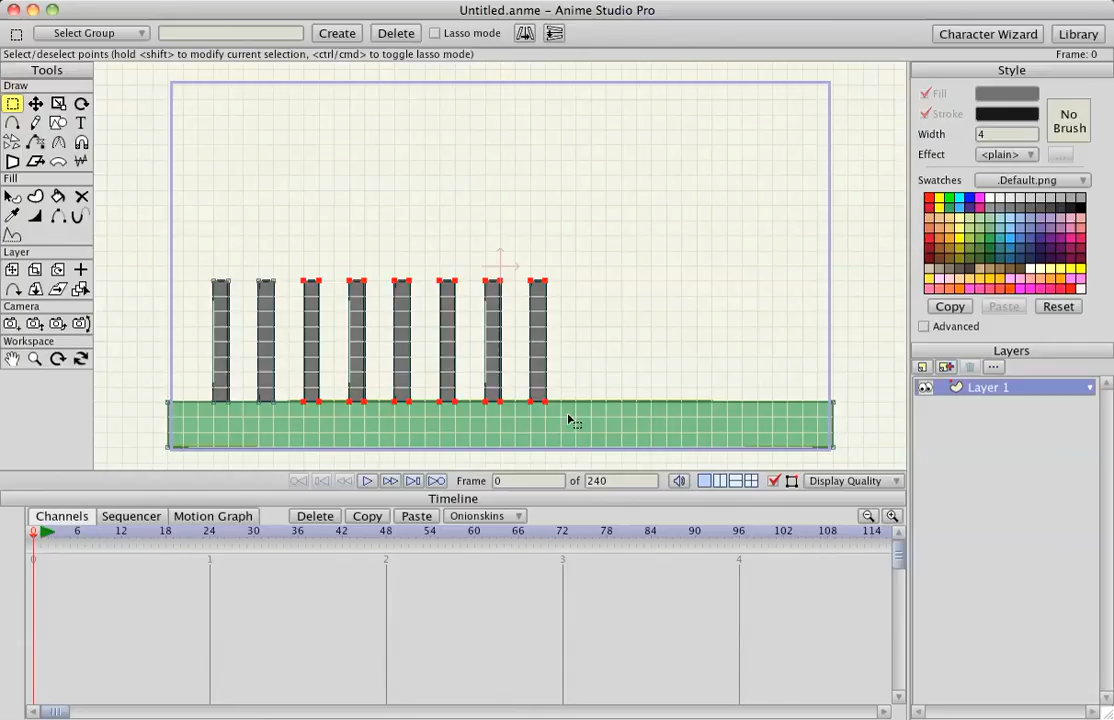 Untitled.anme - Anime Studio Pro
Select Group Create Delete Lasso mode Character Wizard Library
Select/deselect points (hold <shift> to modify current selection, <ctrl/cmd> to toggle lasso mode) Frame: 0
Tools
Draw
T
Fill
Layer
Camera
Workspace
Style
Fill
Stroke
No
Brush
Width 4
Effect <plain> ...
Swatches .Default.png
Copy Paste Reset
Advanced
Layers
...
Layer 1
Frame 0 of 240 Display Quality
Timeline
Channels Sequencer Motion Graph Delete Copy Paste Onionskins
0 6 12 18 24 30 36 42 48 54 60 66 72 78 84 90 96 102 108 114
0 1 2 3 4